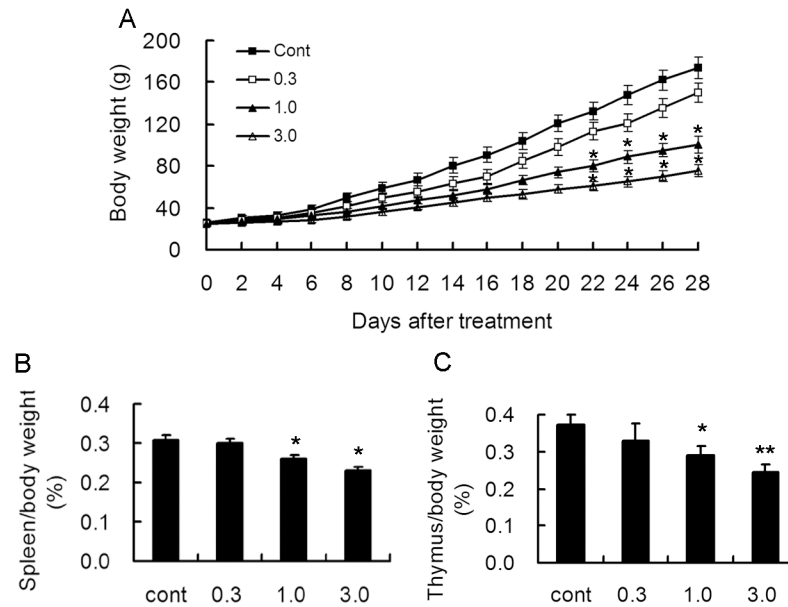 A
200
160
120
80
40
0
Body weight (g)
Cont
0.3
1.0
3.0
* * * *
* * * *
0 2 4 6 8 10 12 14 16 18 20 22 24 26 28
Days after treatment
B
Spleen/body weight
(%)
0.4
0.3
0.2
0.1
0.0
* *
cont 0.3 1.0 3.0
C
Thymus/body weight
(%)
0.4
0.3
0.2
0.1
0.0
* **
cont 0.3 1.0 3.0